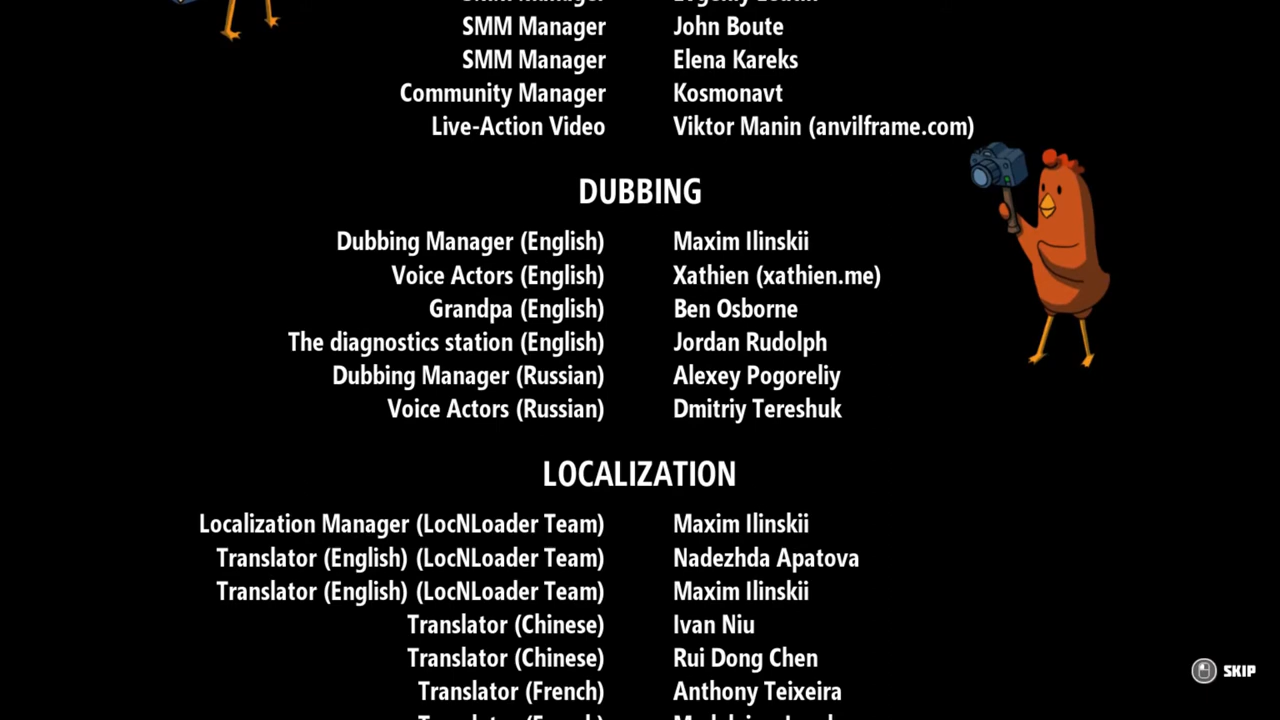 SMM Manager John Boute
SMM Manager Elena Kareks
Community Manager Kosmonavt
Live-Action Video Viktor Manin (anvilframe.com)
DUBBING
Dubbing Manager (English) Maxim Ilinskii
Voice Actors (English) Xathien (xathien.me)
Grandpa (English) Ben Osborne
The diagnostics station (English) Jordan Rudolph
Dubbing Manager (Russian) Alexey Pogoreliy
Voice Actors (Russian) Dmitriy Tereshuk
LOCALIZATION
Localization Manager (LocNLoader Team) Maxim Ilinskii
Translator (English) (LocNLoader Team) Nadezhda Apatova
Translator (English) (LocNLoader Team) Maxim Ilinskii
Translator (Chinese) Ivan Niu
Translator (Chinese) Rui Dong Chen
Translator (French) Anthony Teixeira
SKIP